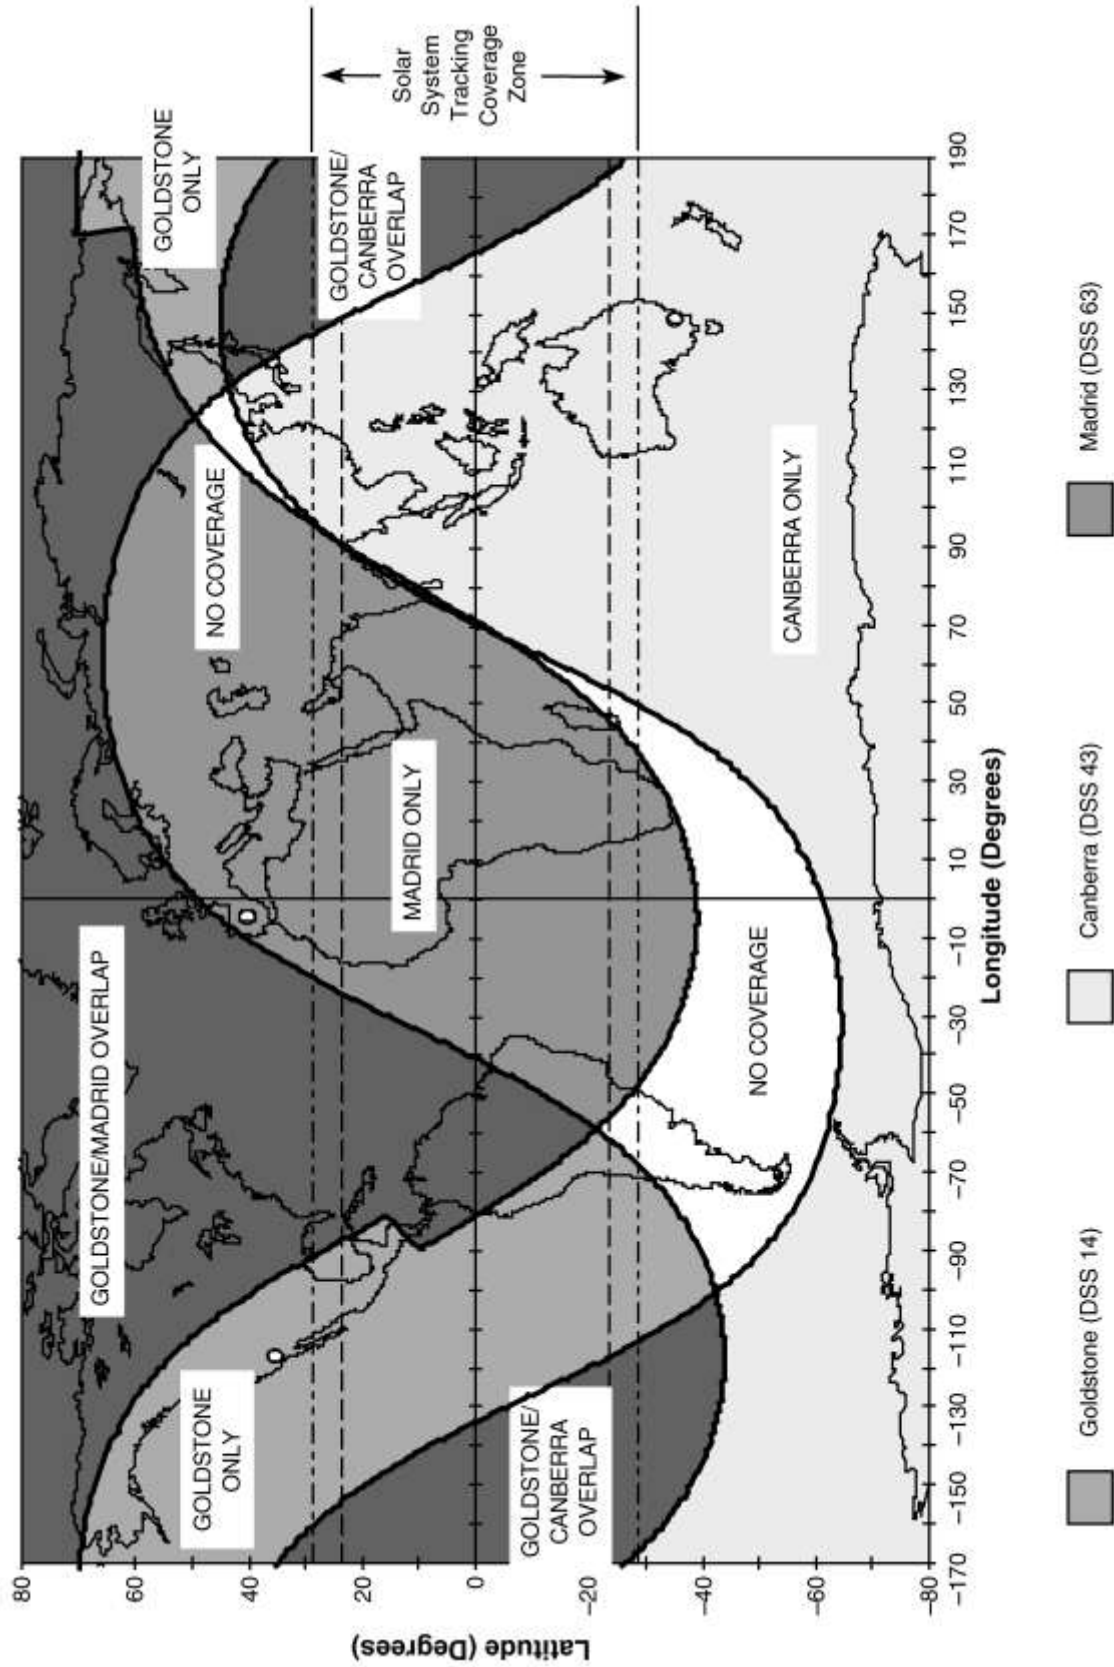 GOLDSTONE
ONLY
GOLDSTONE/MADRID OVERLAP
NO COVERAGE
GOLDSTONE
ONLY
GOLDSTONE/
CANBERRA
OVERLAP
MADRID ONLY
GOLDSTONE/
CANBERRA
OVERLAP
NO COVERAGE
CANBERRA ONLY
Solar
System
Tracking
Coverage
Zone
Latitude (Degrees)
80
60
40
20
0
–20
–40
–60
–80
–170 –150 –130 –110 –90 –70 –50 –30 –10 10 30 50 70 90 110 130 150 170 190
Longitude (Degrees)
Goldstone (DSS 14)
Canberra (DSS 43)
Madrid (DSS 63)